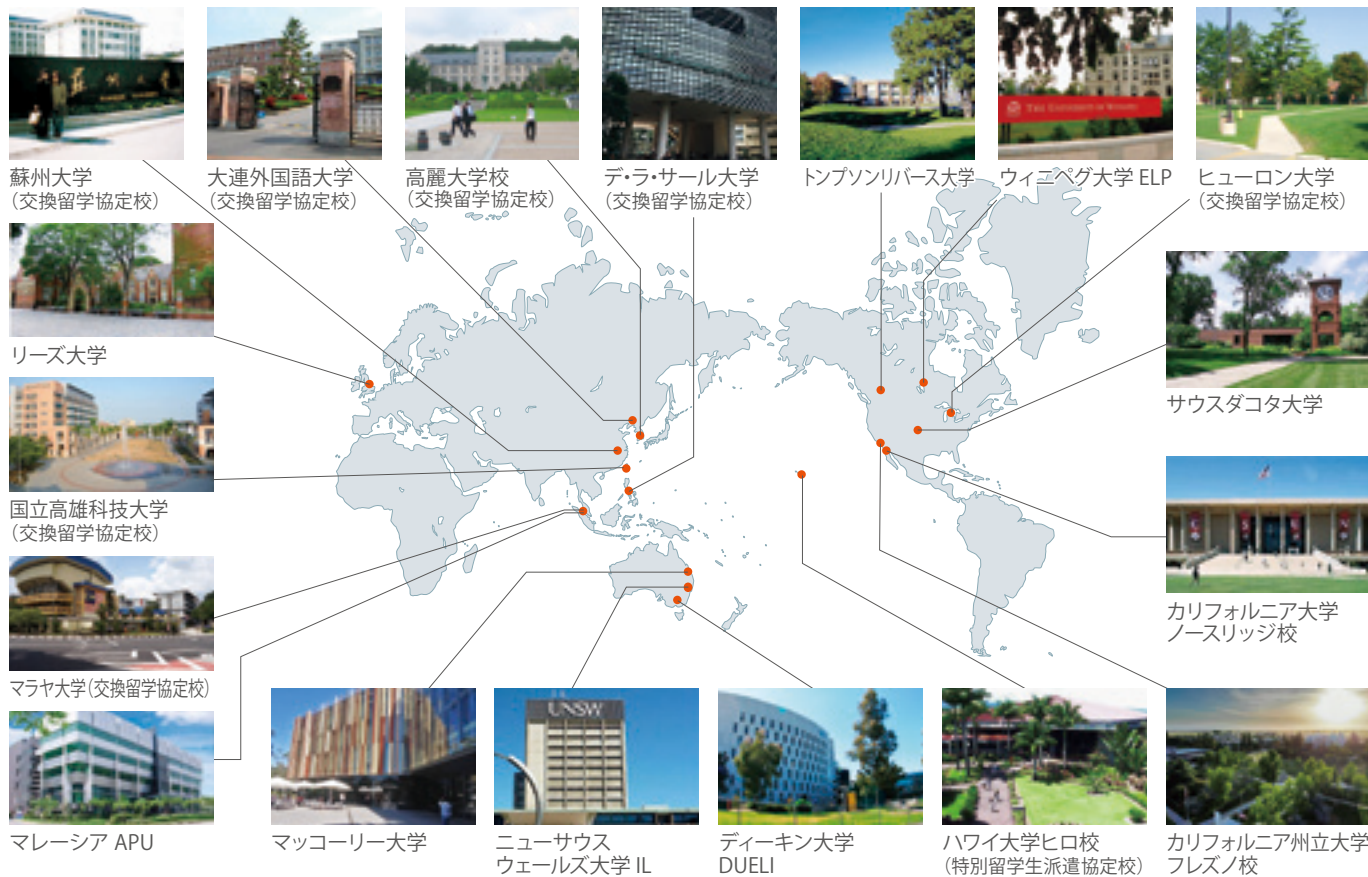 蘇州大学
(交換留学協定校)
大連外国語大学
(交換留学協定校)
高麗大学校
(交換留学協定校)
デ・ラ・サール大学
(交換留学協定校)
トンプソンリバース大学
ウィニペグ大学 ELP
ヒューロン大学
(交換留学協定校)
リーズ大学
サウスダコタ大学
国立高雄科技大学
(交換留学協定校)
カリフォルニア大学
ノースリッジ校
マラヤ大学(交換留学協定校)
UNSW
マレーシア APU
マッコーリー大学
ニューサウス
ウェールズ大学 IL
ディーキン大学
DUELI
ハワイ大学ヒロ校
(特別留学生派遣協定校)
カリフォルニア州立大学
フレズノ校